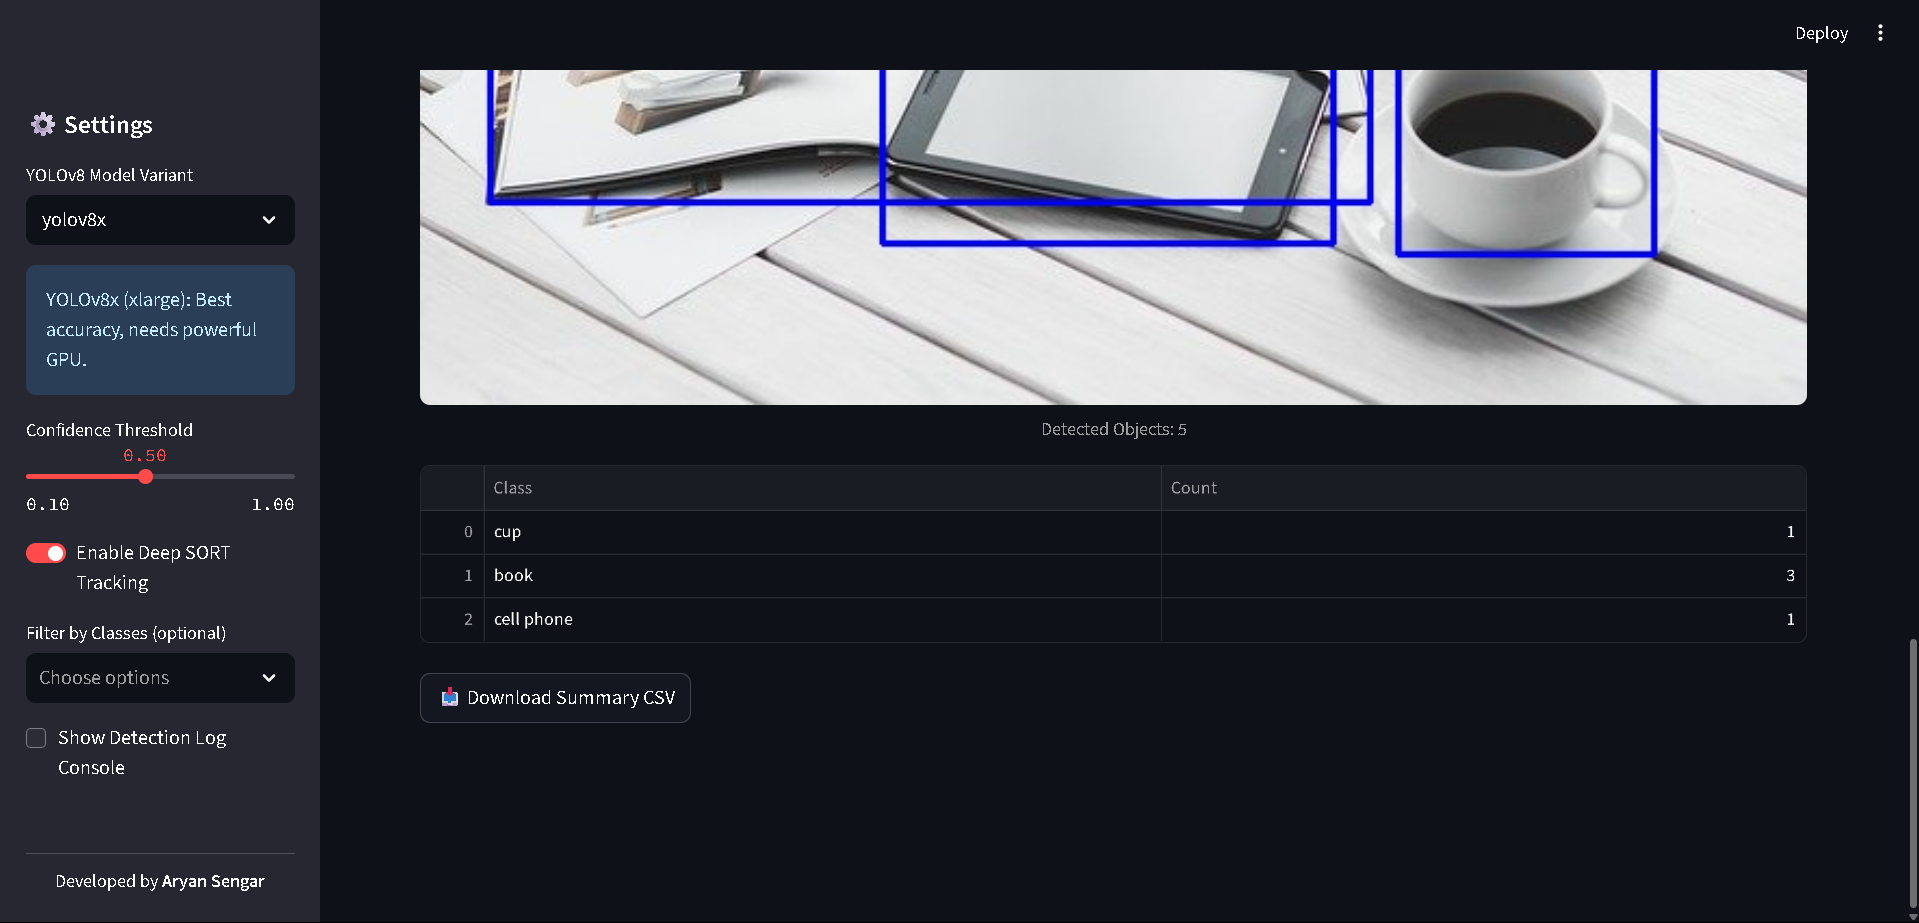 Deploy
Settings
YOLOv8 Model Variant
yolov8x
YOLOv8x (xlarge): Best
accuracy, needs powerful
GPU.
Confidence Threshold
0.50
0.10 1.00
Enable Deep SORT
Tracking
Filter by Classes (optional)
Choose options
Show Detection Log
Console
Developed by Aryan Sengar
Detected Objects: 5
Class Count
0 cup 1
1 book 3
2 cell phone 1
Download Summary CSV